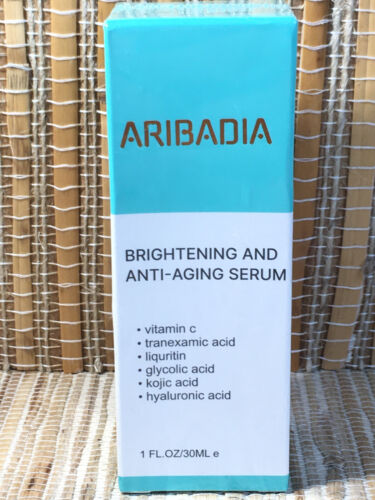 ARIBADIA
BRIGHTENING AND
ANTI-AGING SERUM
• vitamin c
• tranexamic acid
• liquritin
• glycolic acid
• kojic acid
• hyaluronic acid
1 FL.OZ/30ML e